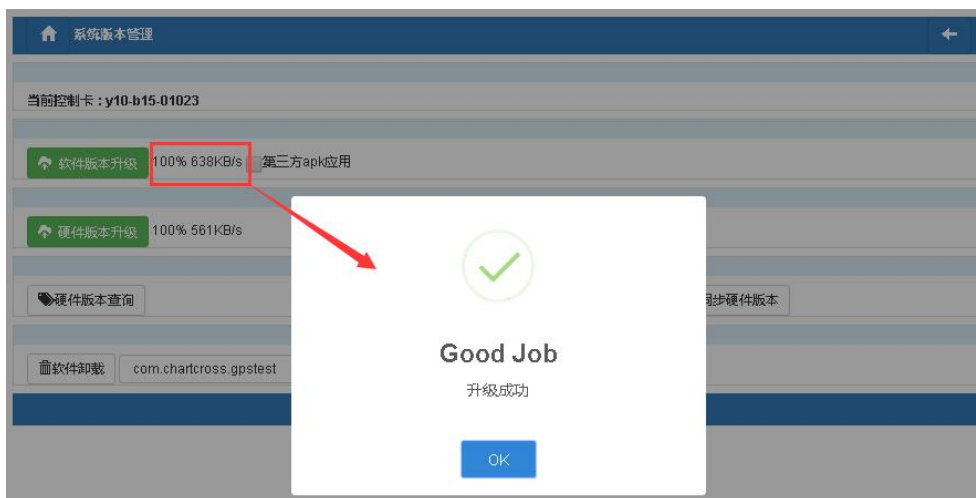 系统版本管理
当前控制卡：y10-b15-01023
软件版本升级 100% 638KB/s 第三方apk应用
硬件版本升级 100% 561KB/s
硬件版本查询
步硬件版本
软件卸载 com.chartcross.gpstest
Good Job
升级成功
OK